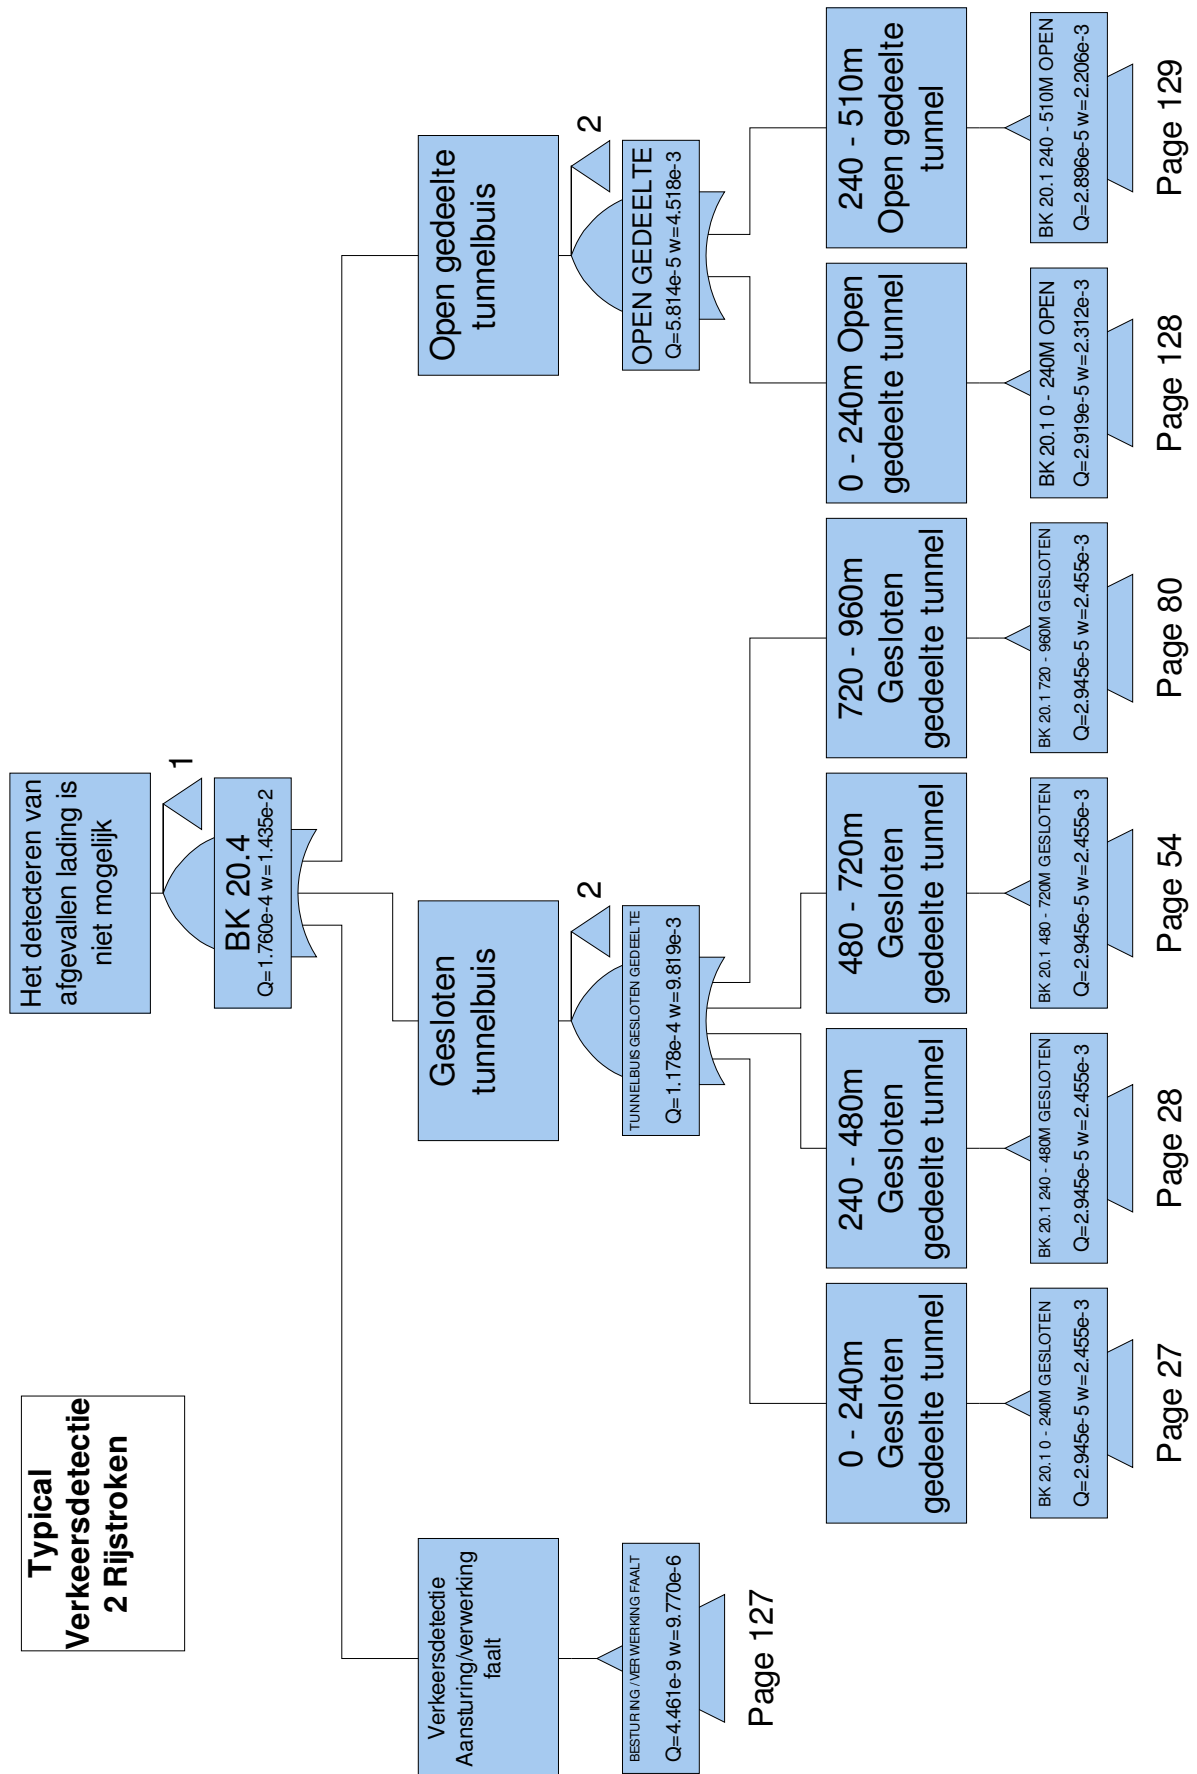 Typical
Verkeersdetectie
2 Rijstroken
Het detecteren van
afgevallen lading is
niet mogelijk
1
BK 20.4
Q=1.760e-4 w=1.435e-2
Verkeersdetectie
Aansturing/verwerking
faalt
BESTURING / VERWERKING FAALT
Q=4.461e-9 w=9.770e-6
Page 127
Gesloten
tunnelbuis
2
TUNNELBUIS GESLOTEN GEDEELTE
Q=1.178e-4 w=9.819e-3
Open gedeelte
tunnelbuis
2
OPEN GEDEELTE
Q=5.814e-5 w=4.518e-3
0 - 240m
Gesloten
gedeelte tunnel
BK 20.1 0 - 240M GESLOTEN
Q=2.945e-5 w=2.455e-3
Page 27
240 - 480m
Gesloten
gedeelte tunnel
BK 20.1 240 - 480M GESLOTEN
Q=2.945e-5 w=2.455e-3
Page 28
480 - 720m
Gesloten
gedeelte tunnel
BK 20.1 480 - 720M GESLOTEN
Q=2.945e-5 w=2.455e-3
Page 54
720 - 960m
Gesloten
gedeelte tunnel
BK 20.1 720 - 960M GESLOTEN
Q=2.945e-5 w=2.455e-3
Page 80
0 - 240m Open
gedeelte tunnel
BK 20.1 0 - 240M OPEN
Q=2.919e-5 w=2.312e-3
Page 128
240 - 510m
Open gedeelte
tunnel
BK 20.1 240 - 510M OPEN
Q=2.896e-5 w=2.206e-3
Page 129